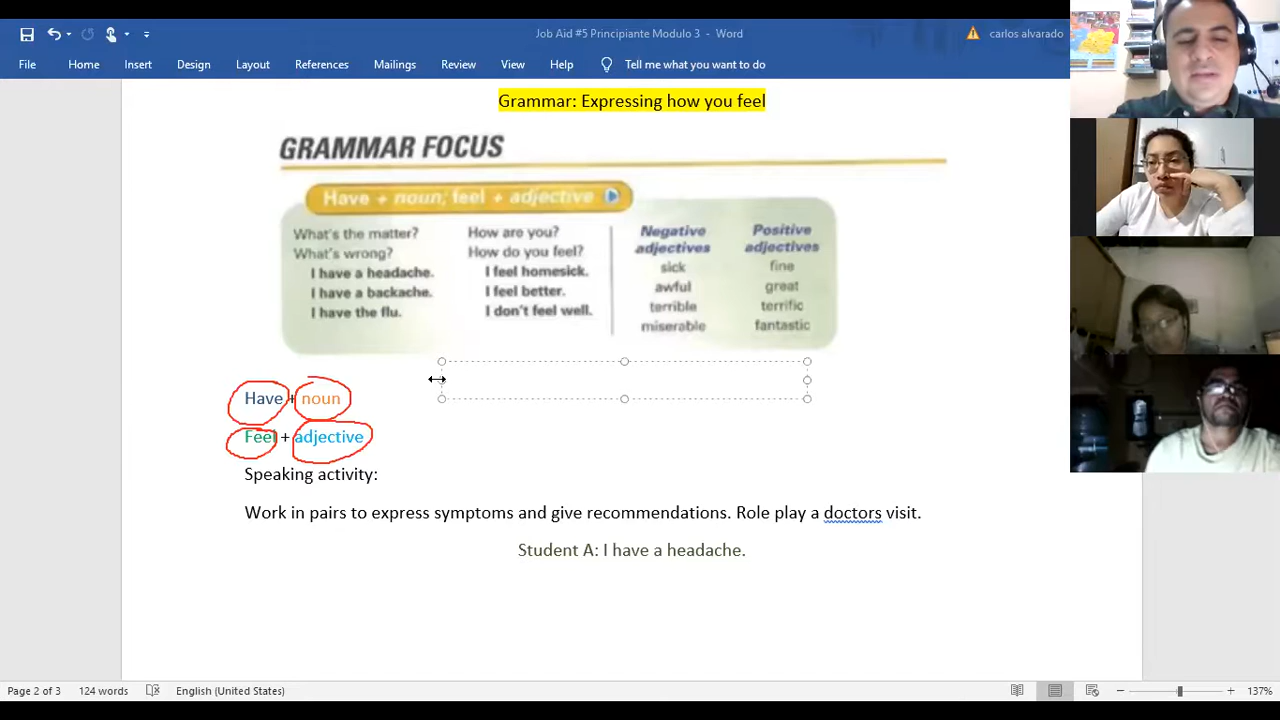 Job Aid #5 Principiante Modulo 3 - Word
carlos alvarado
File Home Insert Design Layout References Mailings Review View Help Tell me what you want to do
Grammar: Expressing how you feel
GRAMMAR FOCUS
Have + noun; feel + adjective
What's the matter?
What's wrong?
I have a headache.
I have a backache.
I have the flu.
How are you?
How do you feel?
I feel homesick.
I feel better.
I don't feel well.
Negative adjectives
sick
awful
terrible
miserable
Positive adjectives
fine
great
terrific
fantastic
Have + noun
Feel + adjective
Speaking activity:
Work in pairs to express symptoms and give recommendations. Role play a doctors visit.
Student A: I have a headache.
Page 2 of 3 124 words English (United States) 137%